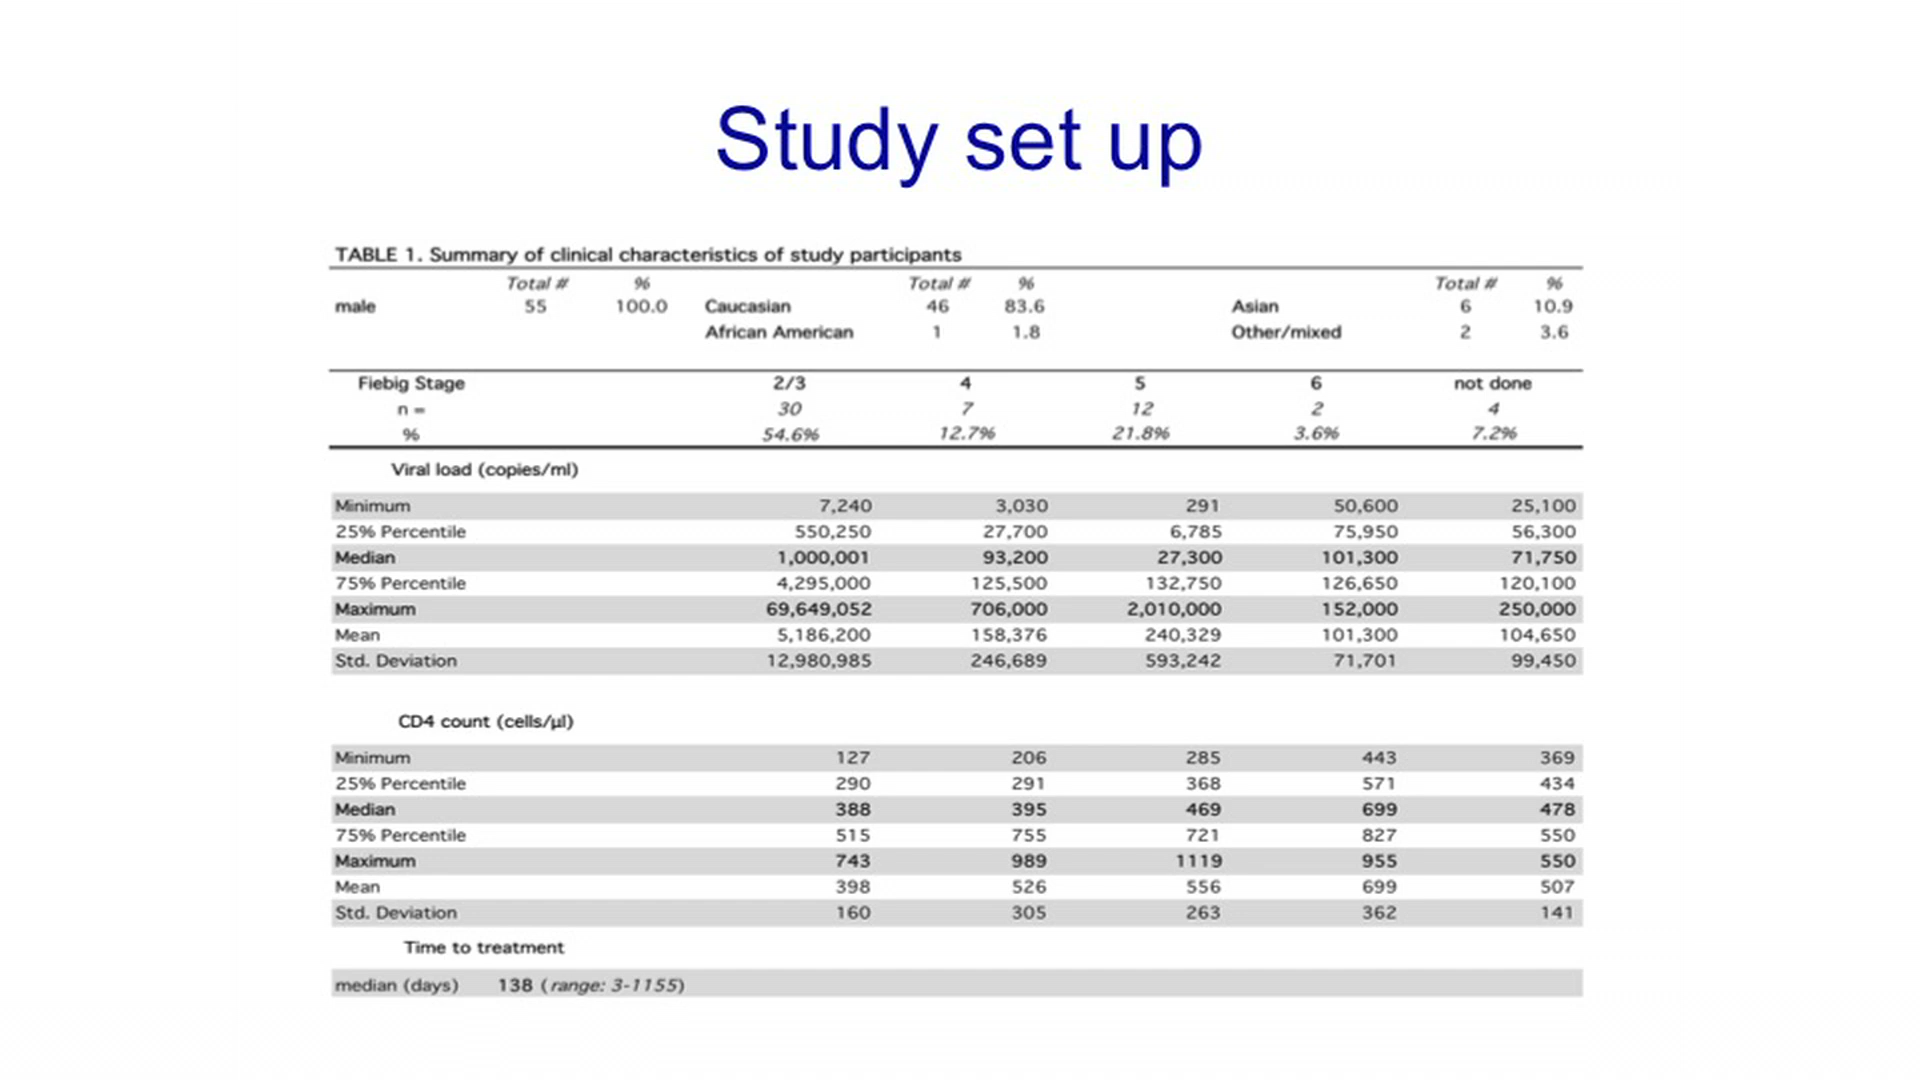 Study set up
TABLE 1. Summary of clinical characteristics of study participants
Total # % Total # % Total # %
male 55 100.0 Caucasian 46 83.6 Asian 6 10.9
African American 1 1.8 Other/mixed 2 3.6
Fiebig Stage 2/3 4 5 6 not done
n = 30 7 12 2 4
% 54.6% 12.7% 21.8% 3.6% 7.2%
Viral load (copies/ml)
Minimum 7,240 3,030 291 50,600 25,100
25% Percentile 550,250 27,700 6,785 75,950 56,300
Median 1,000,001 93,200 27,300 101,300 71,750
75% Percentile 4,295,000 125,500 132,750 126,650 120,100
Maximum 69,649,052 706,000 2,010,000 152,000 250,000
Mean 5,186,200 158,376 240,329 101,300 104,650
Std. Deviation 12,980,985 246,689 593,242 71,701 99,450
CD4 count (cells/µl)
Minimum 127 206 285 443 369
25% Percentile 290 291 368 571 434
Median 388 395 469 699 478
75% Percentile 515 755 721 827 550
Maximum 743 989 1119 955 550
Mean 398 526 556 699 507
Std. Deviation 160 305 263 362 141
Time to treatment
median (days) 138 (range: 3-1155)